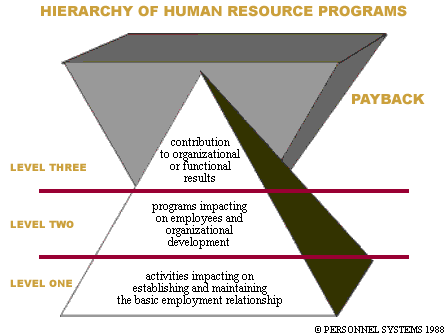 HIERARCHY OF HUMAN RESOURCE PROGRAMS
PAYBACK
contribution
to organizational
or functional
results
LEVEL THREE
programs impacting
on employees and
organizational
development
LEVEL TWO
activities impacting on
establishing and maintaining
the basic employment relationship
LEVEL ONE
© PERSONNEL SYSTEMS 1988